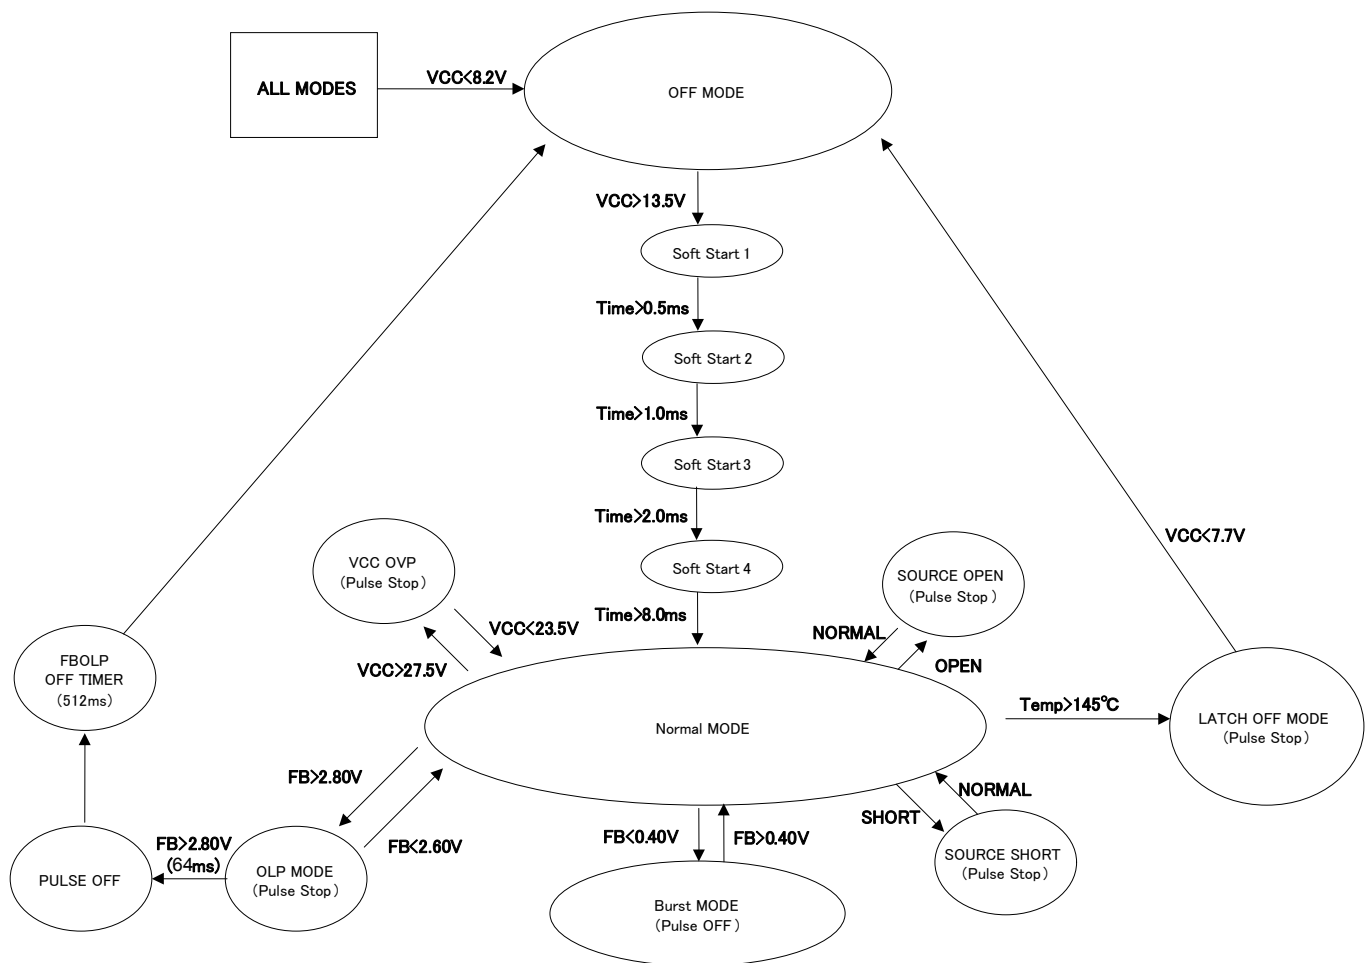 ALL MODES
VCC<8.2V
OFF MODE
VCC>13.5V
Soft Start 1
Time>0.5ms
Soft Start 2
Time>1.0ms
Soft Start 3
Time>2.0ms
Soft Start 4
Time>8.0ms
VCC OVP
(Pulse Stop)
VCC<23.5V
VCC>27.5V
SOURCE OPEN
(Pulse Stop)
NORMAL
OPEN
VCC<7.7V
FBOLP
OFF TIMER
(512ms)
Normal MODE
Temp>145℃
LATCH OFF MODE
(Pulse Stop)
FB>2.80V
FB<2.60V
FB<0.40V
FB>0.40V
SHORT
NORMAL
FB>2.80V
(64ms)
PULSE OFF
OLP MODE
(Pulse Stop)
Burst MODE
(Pulse OFF)
SOURCE SHORT
(Pulse Stop)